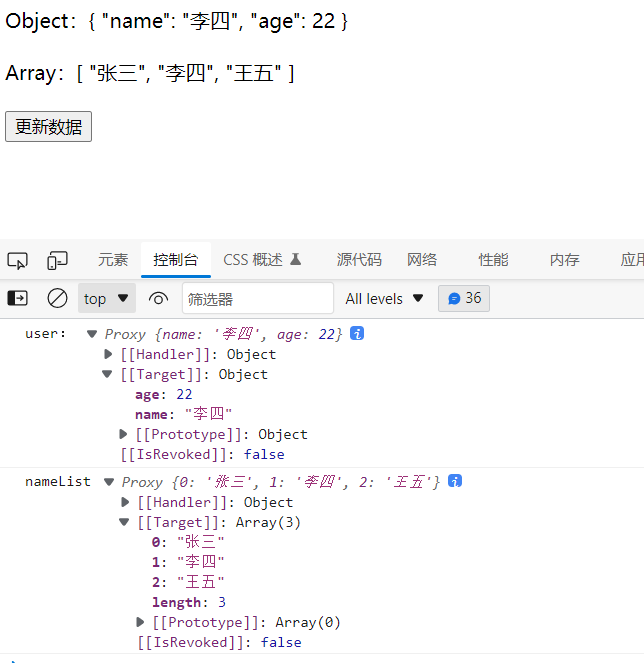 Object：{ "name": "李四", "age": 22 }
Array：[ "张三", "李四", "王五" ]
更新数据
元素 控制台 CSS 概述 源代码 网络 性能 内存 应用
top 筛选器 All levels 36
user: Proxy {name: '李四', age: 22} i
[[Handler]]: Object
[[Target]]: Object
age: 22
name: "李四"
[[Prototype]]: Object
[[IsRevoked]]: false
nameList Proxy {0: '张三', 1: '李四', 2: '王五'} i
[[Handler]]: Object
[[Target]]: Array(3)
0: "张三"
1: "李四"
2: "王五"
length: 3
[[Prototype]]: Array(0)
[[IsRevoked]]: false